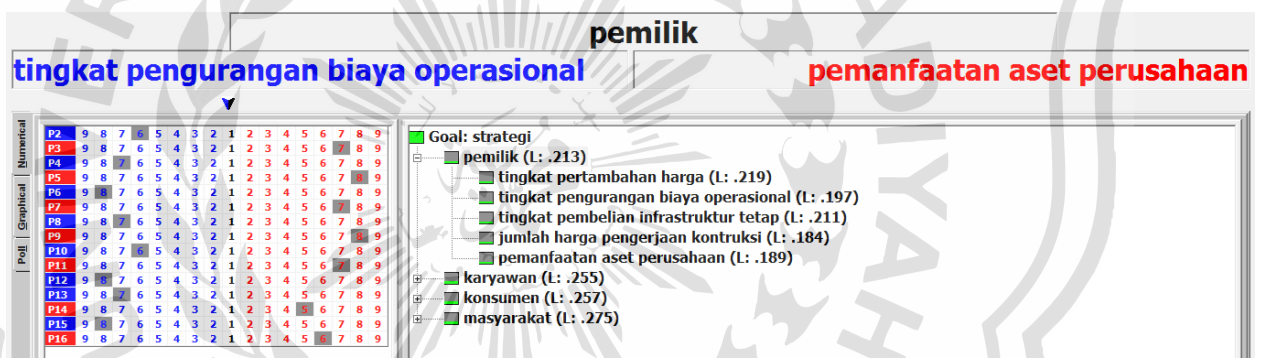 pemilik
tingkat pengurangan biaya operasional
pemanfaatan aset perusahaan
Numerical
Graphical
Poll
P2 9 8 7 6 5 4 3 2 1 2 3 4 5 6 7 8 9
P3 9 8 7 6 5 4 3 2 1 2 3 4 5 6 7 8 9
P4 9 8 7 6 5 4 3 2 1 2 3 4 5 6 7 8 9
P5 9 8 7 6 5 4 3 2 1 2 3 4 5 6 7 8 9
P6 9 8 7 6 5 4 3 2 1 2 3 4 5 6 7 8 9
P7 9 8 7 6 5 4 3 2 1 2 3 4 5 6 7 8 9
P8 9 8 7 6 5 4 3 2 1 2 3 4 5 6 7 8 9
P9 9 8 7 6 5 4 3 2 1 2 3 4 5 6 7 8 9
P10 9 8 7 6 5 4 3 2 1 2 3 4 5 6 7 8 9
P11 9 8 7 6 5 4 3 2 1 2 3 4 5 6 7 8 9
P12 9 8 7 6 5 4 3 2 1 2 3 4 5 6 7 8 9
P13 9 8 7 6 5 4 3 2 1 2 3 4 5 6 7 8 9
P14 9 8 7 6 5 4 3 2 1 2 3 4 5 6 7 8 9
P15 9 8 7 6 5 4 3 2 1 2 3 4 5 6 7 8 9
P16 9 8 7 6 5 4 3 2 1 2 3 4 5 6 7 8 9
Goal: strategi
pemilik (L: .213)
tingkat pertambahan harga (L: .219)
tingkat pengurangan biaya operasional (L: .197)
tingkat pembelian infrastruktur tetap (L: .211)
jumlah harga pengerjaan kontruksi (L: .184)
pemanfaatan aset perusahaan (L: .189)
karyawan (L: .255)
konsumen (L: .257)
masyarakat (L: .275)